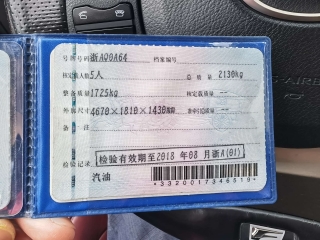 号牌号码 浙AQ0A64 档案编号
核定载人数 5人 总质量 2130kg
整备质量 1725kg 核定载质量 --
外廓尺寸 4670×1810×1430mm 准牵引总质量 --
备注
检验记录 检验有效期至2018年08月浙A(01)
汽油
*3320017346519*